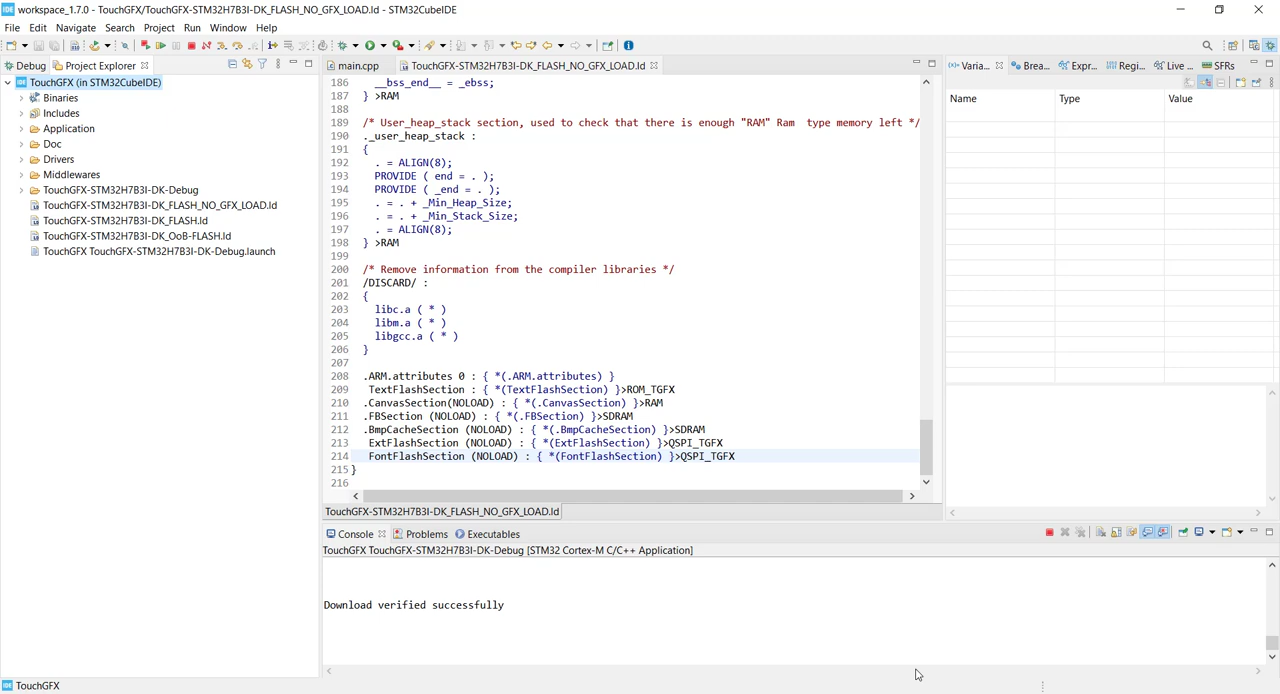 workspace_1.7.0 - TouchGFX/TouchGFX-STM32H7B3I-DK_FLASH_NO_GFX_LOAD.ld - STM32CubeIDE
File Edit Navigate Search Project Run Window Help
Debug Project Explorer
main.cpp TouchGFX-STM32H7B3I-DK_FLASH_NO_GFX_LOAD.ld
Varia... Brea... Expr... Regi... Live ... SFRs
TouchGFX (in STM32CubeIDE)
Binaries
Includes
Application
Doc
Drivers
Middlewares
TouchGFX-STM32H7B3I-DK-Debug
TouchGFX-STM32H7B3I-DK_FLASH_NO_GFX_LOAD.ld
TouchGFX-STM32H7B3I-DK_FLASH.ld
TouchGFX-STM32H7B3I-DK_OoB-FLASH.ld
TouchGFX TouchGFX-STM32H7B3I-DK-Debug.launch
186 __bss_end__ = _ebss;
187 } >RAM
188
189 /* User_heap_stack section, used to check that there is enough "RAM" Ram  type memory left */
190 ._user_heap_stack :
191 {
192 . = ALIGN(8);
193 PROVIDE ( end = . );
194 PROVIDE ( _end = . );
195 . = . + _Min_Heap_Size;
196 . = . + _Min_Stack_Size;
197 . = ALIGN(8);
198 } >RAM
199
200 /* Remove information from the compiler libraries */
201 /DISCARD/ :
202 {
203 libc.a ( * )
204 libm.a ( * )
205 libgcc.a ( * )
206 }
207
208 .ARM.attributes 0 : { *(.ARM.attributes) }
209 TextFlashSection : { *(TextFlashSection) }>ROM_TGFX
210 .CanvasSection(NOLOAD) : { *(.CanvasSection) }>RAM
211 .FBSection (NOLOAD) : { *(.FBSection) }>SDRAM
212 .BmpCacheSection (NOLOAD) : { *(.BmpCacheSection) }>SDRAM
213 ExtFlashSection (NOLOAD) : { *(ExtFlashSection) }>QSPI_TGFX
214 FontFlashSection (NOLOAD) : { *(FontFlashSection) }>QSPI_TGFX
215 }
216
TouchGFX-STM32H7B3I-DK_FLASH_NO_GFX_LOAD.ld
Name Type Value
Console Problems Executables
TouchGFX TouchGFX-STM32H7B3I-DK-Debug [STM32 Cortex-M C/C++ Application]
Download verified successfully
IDE TouchGFX